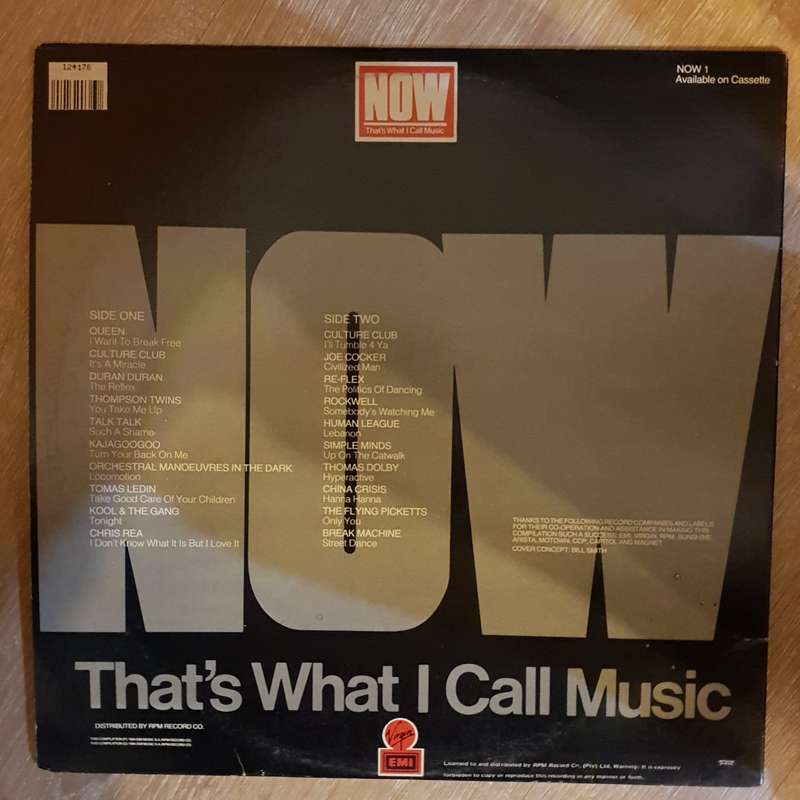 124176
NOW
That's What I Call Music
NOW 1
Available on Cassette
NOW
SIDE ONE
QUEEN
I Want To Break Free
CULTURE CLUB
It's A Miracle
DURAN DURAN
The Reflex
THOMPSON TWINS
You Take Me Up
TALK TALK
Such A Shame
KAJAGOOGOO
Turn Your Back On Me
ORCHESTRAL MANOEUVRES IN THE DARK
Locomotion
TOMAS LEDIN
Take Good Care Of Your Children
KOOL & THE GANG
Tonight
CHRIS REA
I Don't Know What It Is But I Love It
SIDE TWO
CULTURE CLUB
I'll Tumble 4 Ya
JOE COCKER
Civilized Man
RE-FLEX
The Politics Of Dancing
ROCKWELL
Somebody's Watching Me
HUMAN LEAGUE
Lebanon
SIMPLE MINDS
Up On The Catwalk
THOMAS DOLBY
Hyperactive
CHINA CRISIS
Hanna Hanna
THE FLYING PICKETTS
Only You
BREAK MACHINE
Street Dance
THANKS TO THE FOLLOWING RECORD COMPANIES AND LABELS
FOR THEIR CO-OPERATION AND ASSISTANCE IN MAKING THIS
COMPILATION SUCH A SUCCESS: EMI, VIRGIN, RPM, SUNSHINE,
ARISTA, MOTOWN, CCP, CAPITOL AND MAGNET.
COVER CONCEPT: BILL SMITH
That's What I Call Music
DISTRIBUTED BY RPM RECORD CO.
Virgin
EMI
Licensed to and distributed by RPM Record Co. (Pty) Ltd. Warning: It is expressly
forbidden to copy or reproduce this recording in any manner or form.